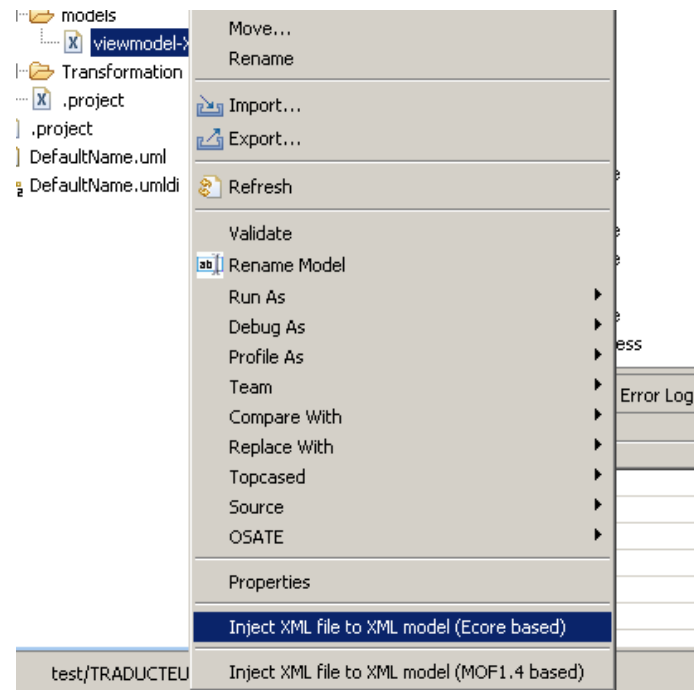 models
viewmodel-X
Transformation
.project
.project
DefaultName.uml
DefaultName.umldi
Move...
Rename
Import...
Export...
Refresh
Validate
Rename Model
Run As
Debug As
Profile As
Team
Compare With
Replace With
Topcased
Source
OSATE
Properties
Inject XML file to XML model (Ecore based)
Inject XML file to XML model (MOF1.4 based)
ess
Error Log
test/TRADUCTEU